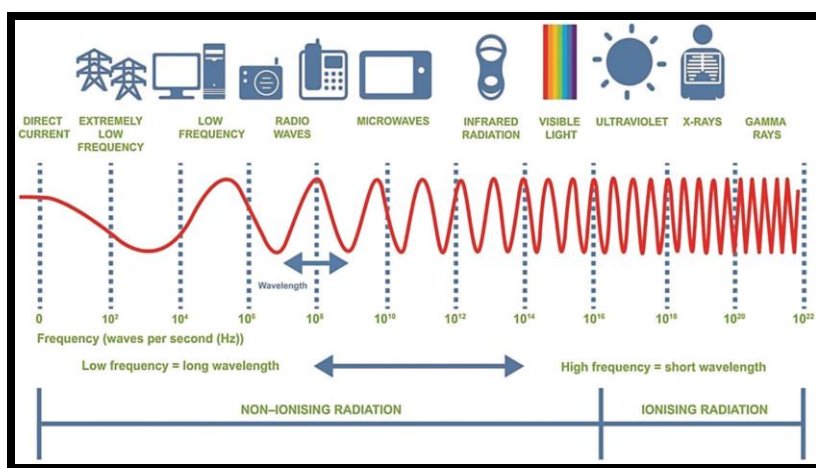 DIRECT CURRENT
EXTREMELY LOW FREQUENCY
LOW FREQUENCY
RADIO WAVES
MICROWAVES
INFRARED RADIATION
VISIBLE LIGHT
ULTRAVIOLET
X-RAYS
GAMMA RAYS
Wavelength
0 10² 10⁴ 10⁶ 10⁸ 10¹⁰ 10¹² 10¹⁴ 10¹⁶ 10¹⁸ 10²⁰ 10²²
Frequency (waves per second (Hz))
Low frequency = long wavelength
High frequency = short wavelength
NON–IONISING RADIATION
IONISING RADIATION